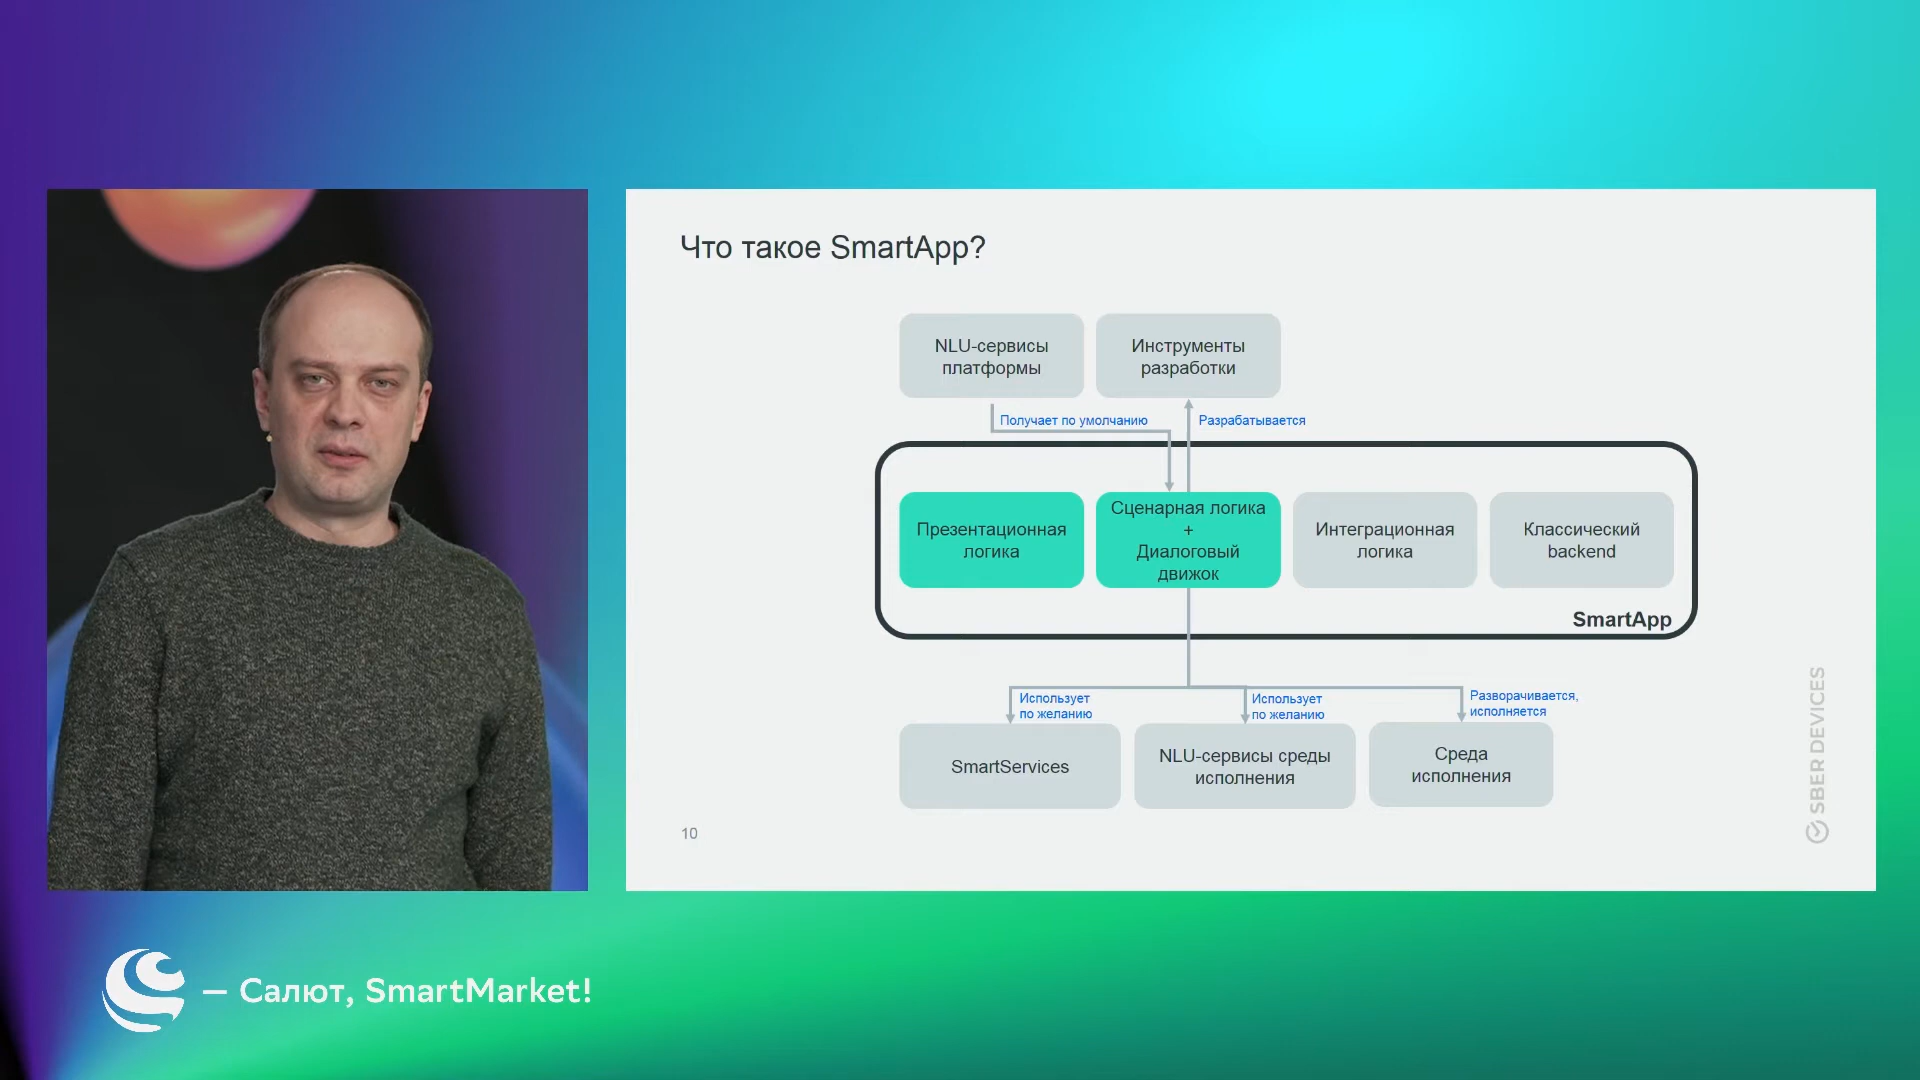 Что такое SmartApp?
NLU-сервисы
платформы
Инструменты
разработки
Получает по умолчанию
Разрабатывается
Презентационная
логика
Сценарная логика
+
Диалоговый
движок
Интеграционная
логика
Классический
backend
SmartApp
Использует
по желанию
Использует
по желанию
Разворачивается,
исполняется
SmartServices
NLU-сервисы среды
исполнения
Среда
исполнения
10
SBER DEVICES
— Салют, SmartMarket!